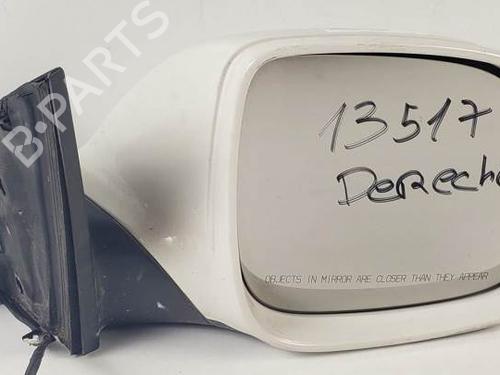 B-PARTS
13517
Derecho
OBJECTS IN MIRROR ARE CLOSER THAN THEY APPEAR